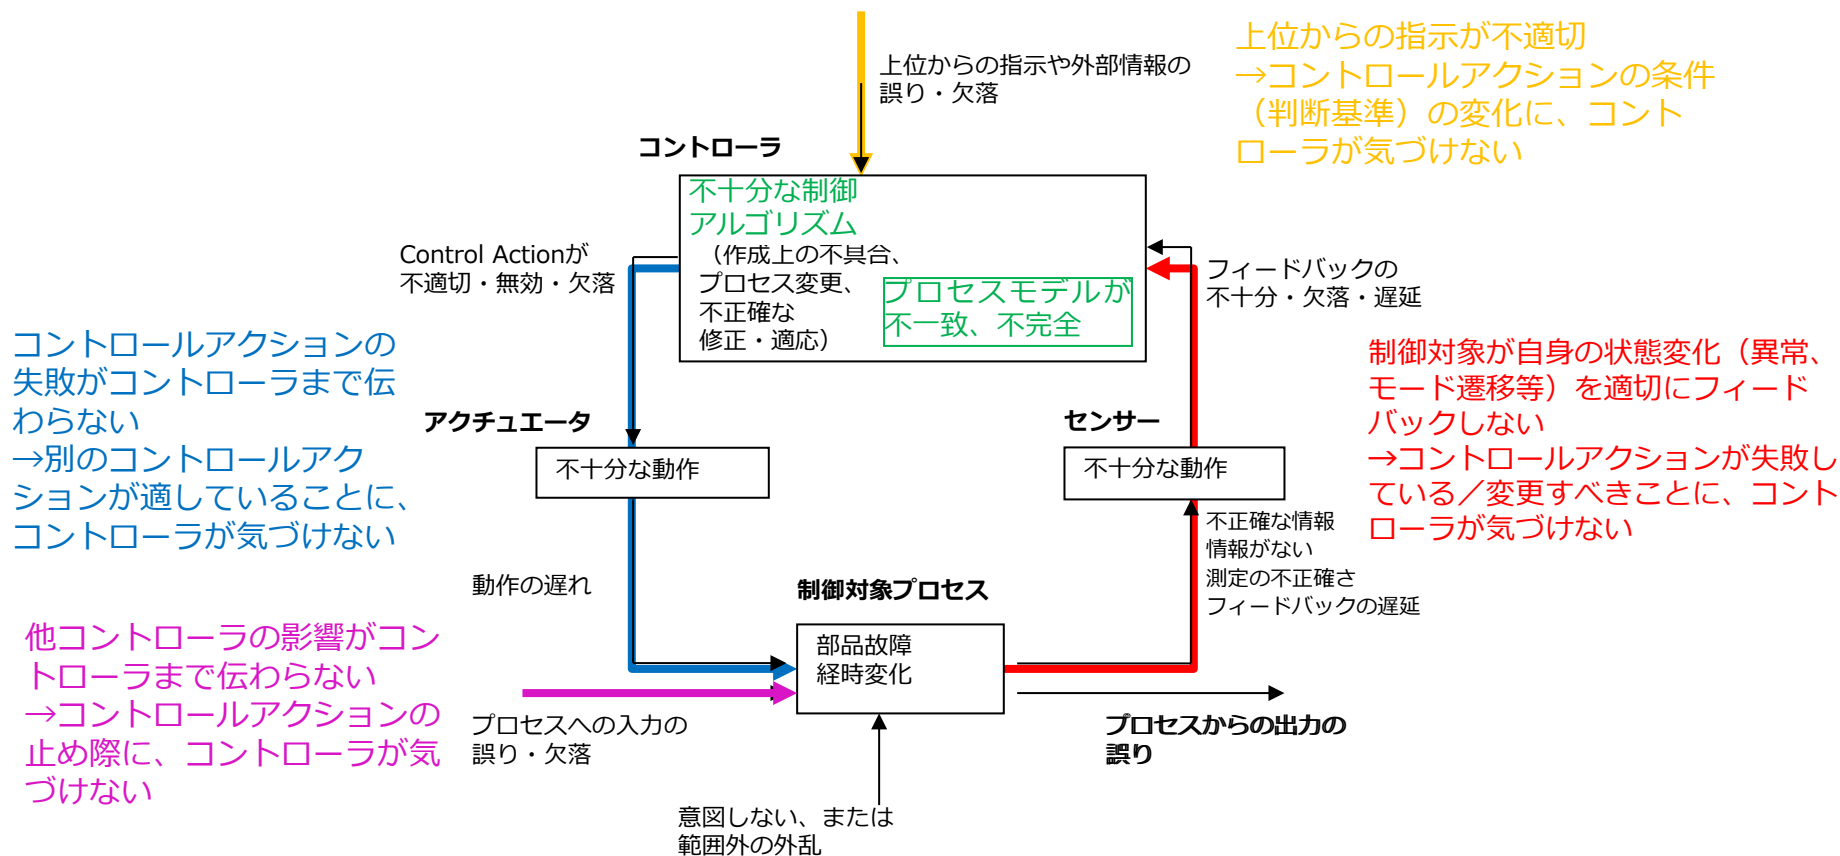 上位からの指示や外部情報の
誤り・欠落
上位からの指示が不適切
→コントロールアクションの条件
（判断基準）の変化に、コント
ローラが気づけない
コントローラ
不十分な制御
アルゴリズム
（作成上の不具合、
プロセス変更、
不正確な
修正・適応）
プロセスモデルが
不一致、不完全
Control Actionが
不適切・無効・欠落
フィードバックの
不十分・欠落・遅延
コントロールアクションの
失敗がコントローラまで伝
わらない
→別のコントロールアク
ションが適していることに、
コントローラが気づけない
制御対象が自身の状態変化（異常、
モード遷移等）を適切にフィード
バックしない
→コントロールアクションが失敗し
ている／変更すべきことに、コント
ローラが気づけない
アクチュエータ
不十分な動作
センサー
不十分な動作
不正確な情報
情報がない
測定の不正確さ
フィードバックの遅延
動作の遅れ
制御対象プロセス
部品故障
経時変化
他コントローラの影響がコン
トローラまで伝わらない
→コントロールアクションの
止め際に、コントローラが気
づけない
プロセスへの入力の
誤り・欠落
プロセスからの出力の
誤り
意図しない、または
範囲外の外乱